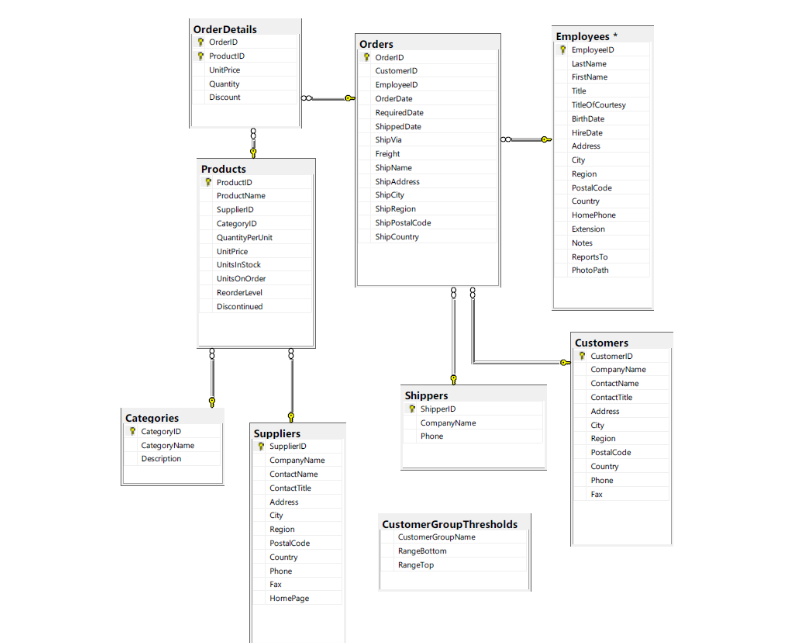 OrderDetails
OrderID
ProductID
UnitPrice
Quantity
Discount
Orders
OrderID
CustomerID
EmployeeID
OrderDate
RequiredDate
ShippedDate
ShipVia
Freight
ShipName
ShipAddress
ShipCity
ShipRegion
ShipPostalCode
ShipCountry
Employees *
EmployeeID
LastName
FirstName
Title
TitleOfCourtesy
BirthDate
HireDate
Address
City
Region
PostalCode
Country
HomePhone
Extension
Notes
ReportsTo
PhotoPath
Products
ProductID
ProductName
SupplierID
CategoryID
QuantityPerUnit
UnitPrice
UnitsInStock
UnitsOnOrder
ReorderLevel
Discontinued
Categories
CategoryID
CategoryName
Description
Suppliers
SupplierID
CompanyName
ContactName
ContactTitle
Address
City
Region
PostalCode
Country
Phone
Fax
HomePage
Shippers
ShipperID
CompanyName
Phone
Customers
CustomerID
CompanyName
ContactName
ContactTitle
Address
City
Region
PostalCode
Country
Phone
Fax
CustomerGroupThresholds
CustomerGroupName
RangeBottom
RangeTop